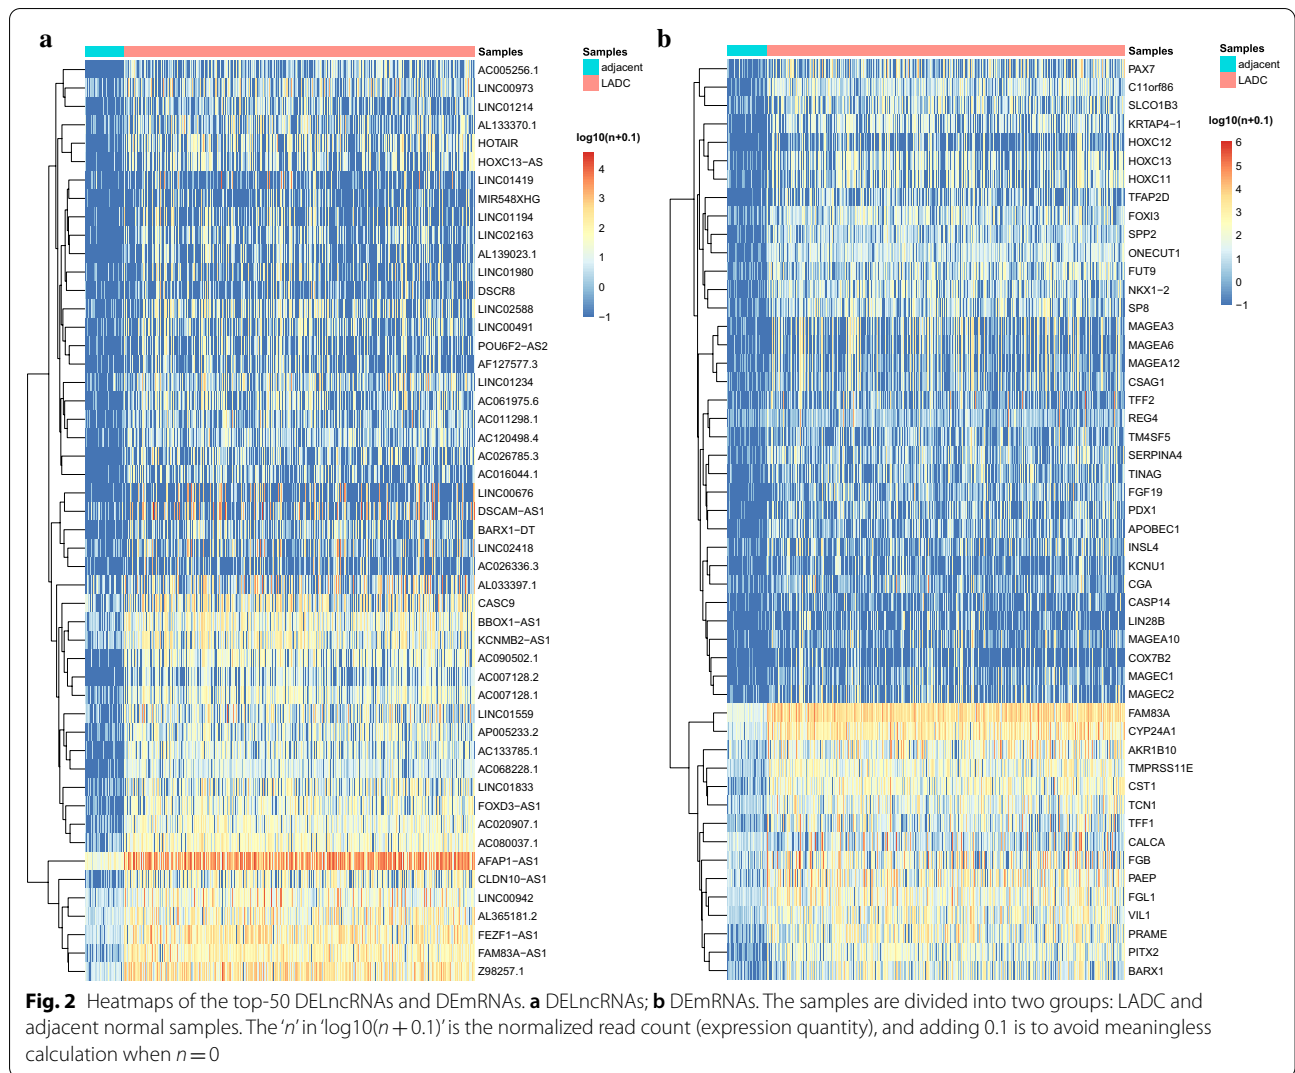 a
Samples
AC005256.1
LINC00973
LINC01214
AL133370.1
HOTAIR
HOXC13−AS
LINC01419
MIR548XHG
LINC01194
LINC02163
AL139023.1
LINC01980
DSCR8
LINC02588
LINC00491
POU6F2−AS2
AF127577.3
LINC01234
AC061975.6
AC011298.1
AC120498.4
AC026785.3
AC016044.1
LINC00676
DSCAM−AS1
BARX1−DT
LINC02418
AC026336.3
AL033397.1
CASC9
BBOX1−AS1
KCNMB2−AS1
AC090502.1
AC007128.2
AC007128.1
LINC01559
AP005233.2
AC133785.1
AC068228.1
LINC01833
FOXD3−AS1
AC020907.1
AC080037.1
AFAP1−AS1
CLDN10−AS1
LINC00942
AL365181.2
FEZF1−AS1
FAM83A−AS1
Z98257.1
Samples
adjacent
LADC
log10(n+0.1)
4
3
2
1
0
−1
b
Samples
PAX7
C11orf86
SLCO1B3
KRTAP4−1
HOXC12
HOXC13
HOXC11
TFAP2D
FOXI3
SPP2
ONECUT1
FUT9
NKX1−2
SP8
MAGEA3
MAGEA6
MAGEA12
CSAG1
TFF2
REG4
TM4SF5
SERPINA4
TINAG
FGF19
PDX1
APOBEC1
INSL4
KCNU1
CGA
CASP14
LIN28B
MAGEA10
COX7B2
MAGEC1
MAGEC2
FAM83A
CYP24A1
AKR1B10
TMPRSS11E
CST1
TCN1
TFF1
CALCA
FGB
PAEP
FGL1
VIL1
PRAME
PITX2
BARX1
Samples
adjacent
LADC
log10(n+0.1)
6
5
4
3
2
1
0
−1
Fig. 2 Heatmaps of the top-50 DELncRNAs and DEmRNAs. a DELncRNAs; b DEmRNAs. The samples are divided into two groups: LADC and
adjacent normal samples. The ‘n’ in ‘log10(n + 0.1)’ is the normalized read count (expression quantity), and adding 0.1 is to avoid meaningless
calculation when n = 0